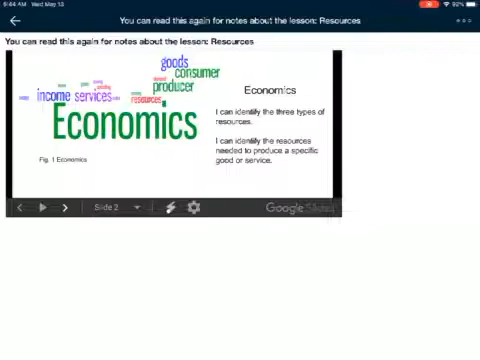 6:44 AM Wed May 13
92%
You can read this again for notes about the lesson: Resources
You can read this again for notes about the lesson: Resources
goods
consumer
producer
income services
resources
Economics
Fig. 1 Economics
Economics
I can identify the three types of
resources.
I can identify the resources
needed to produce a specific
good or service.
Slide 2
Google Slides